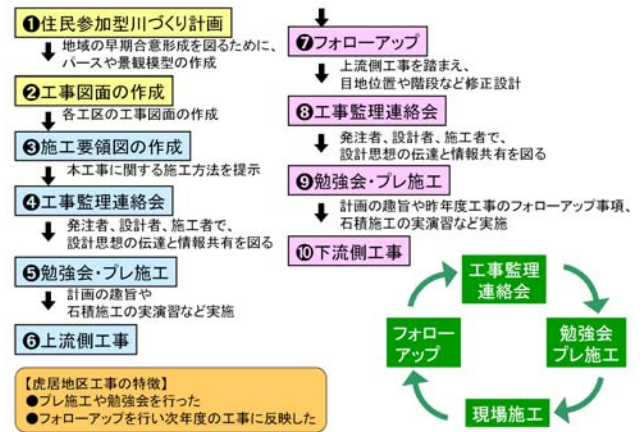 ❶住民参加型川づくり計画
地域の早期合意形成を図るために、
パースや景観模型の作成
❷工事図面の作成
各工区の工事図面の作成
❸施工要領図の作成
本工事に関する施工方法を提示
❹工事監理連絡会
発注者、設計者、施工者で、
設計思想の伝達と情報共有を図る
❺勉強会・プレ施工
計画の趣旨や
石積施工の実演習など実施
❻上流側工事
【虎居地区工事の特徴】
●プレ施工や勉強会を行った
●フォローアップを行い次年度の工事に反映した
❼フォローアップ
上流側工事を踏まえ、
目地位置や階段など修正設計
❽工事監理連絡会
発注者、設計者、施工者で、
設計思想の伝達と情報共有を図る
❾勉強会・プレ施工
計画の趣旨や昨年度工事のフォローアップ事項、
石積施工の実演習など実施
❿下流側工事
工事監理
連絡会
勉強会
プレ施工
現場施工
フォロー
アップ